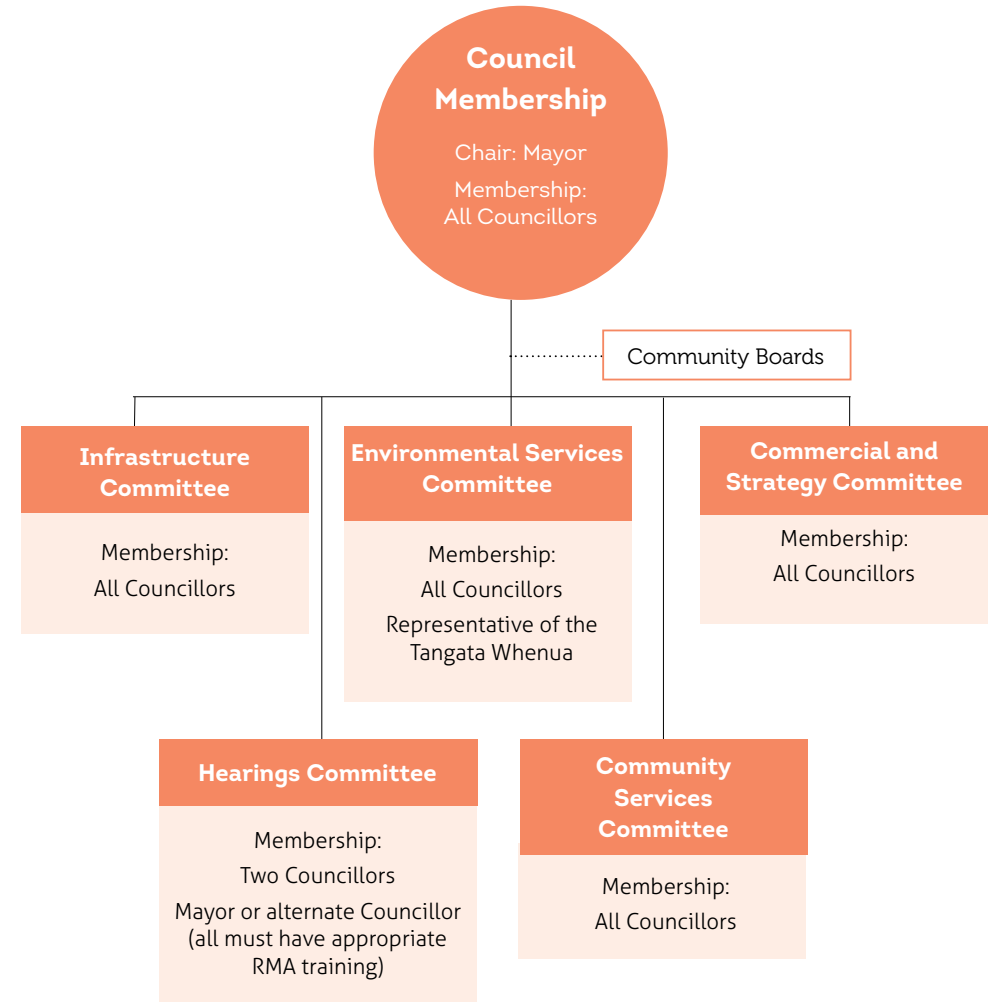 Council
Membership
Chair: Mayor
Membership:
All Councillors
Community Boards
Infrastructure
Committee
Membership:
All Councillors
Environmental Services
Committee
Membership:
All Councillors
Representative of the
Tangata Whenua
Commercial and
Strategy Committee
Membership:
All Councillors
Hearings Committee
Membership:
Two Councillors
Mayor or alternate Councillor
(all must have appropriate
RMA training)
Community
Services
Committee
Membership:
All Councillors